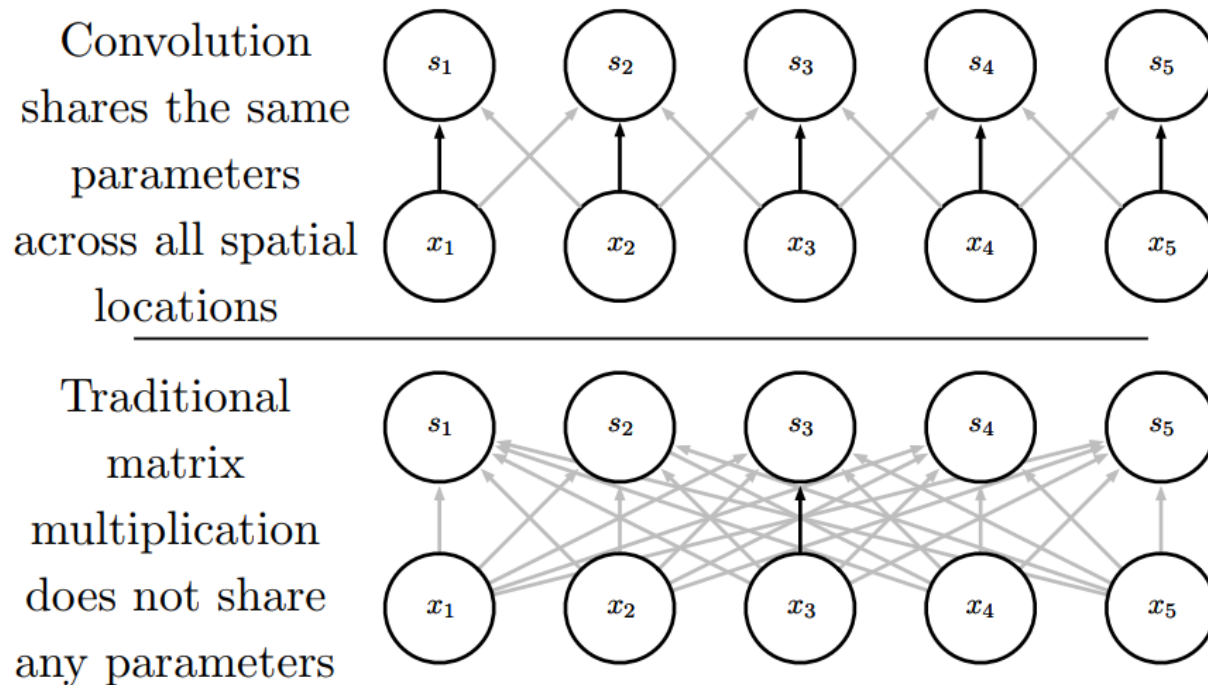 Convolution
shares the same
parameters
across all spatial
locations
s₁ s₂ s₃ s₄ s₅
x₁ x₂ x₃ x₄ x₅
Traditional
matrix
multiplication
does not share
any parameters
s₁ s₂ s₃ s₄ s₅
x₁ x₂ x₃ x₄ x₅